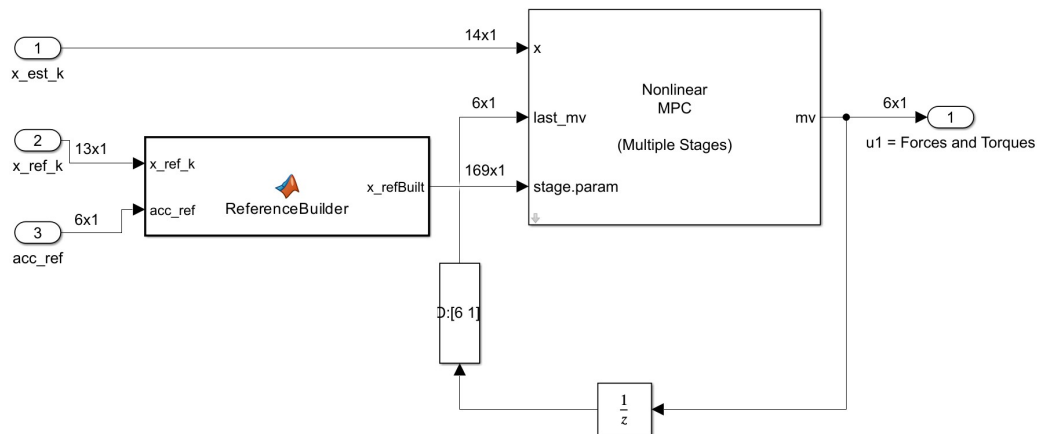 1
x_est_k
14x1
x
2
x_ref_k
13x1
3
acc_ref
6x1
x_ref_k
acc_ref
ReferenceBuilder
x_refBuilt
169x1
6x1
last_mv
stage.param
Nonlinear
MPC
(Multiple Stages)
mv
6x1
1
u1 = Forces and Torques
:[6 1]
1
z